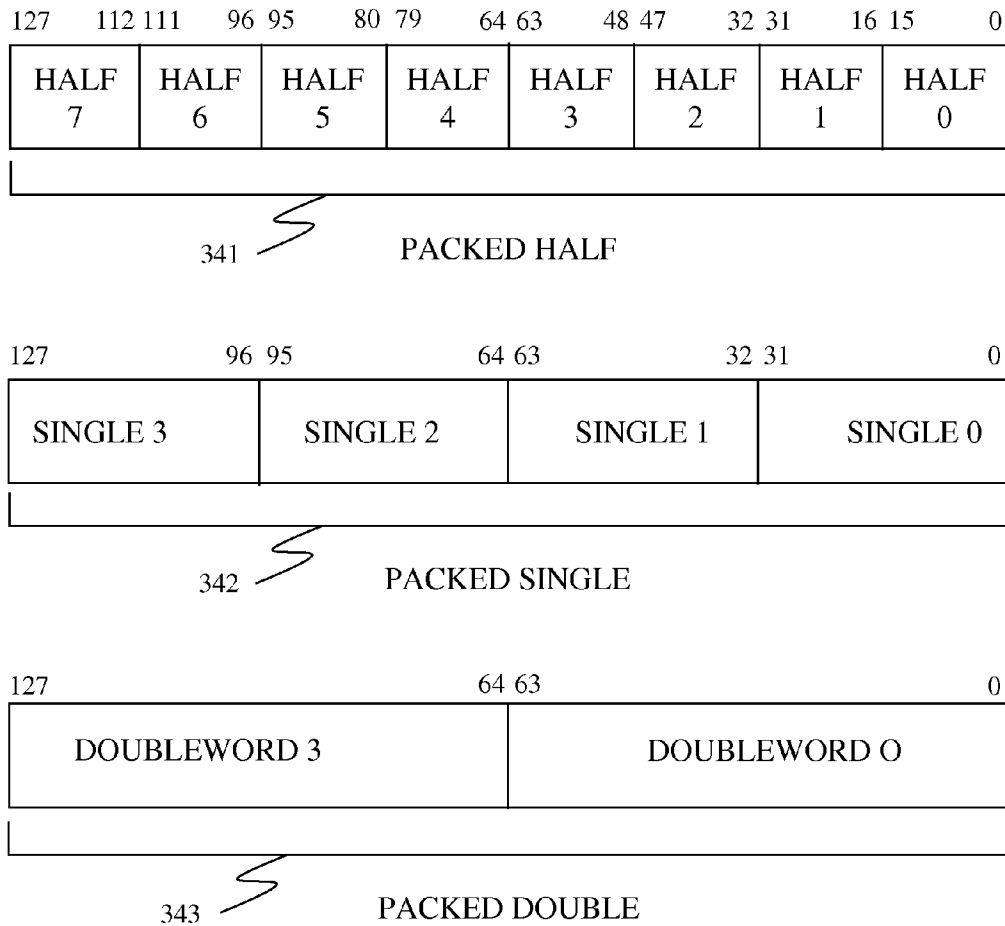 127 112 111 96 95 80 79 64 63 48 47 32 31 16 15 0
HALF HALF HALF HALF HALF HALF HALF HALF
7 6 5 4 3 2 1 0
341 PACKED HALF
127 96 95 64 63 32 31 0
SINGLE 3 SINGLE 2 SINGLE 1 SINGLE 0
342 PACKED SINGLE
127 64 63 0
DOUBLEWORD 3 DOUBLEWORD O
343 PACKED DOUBLE